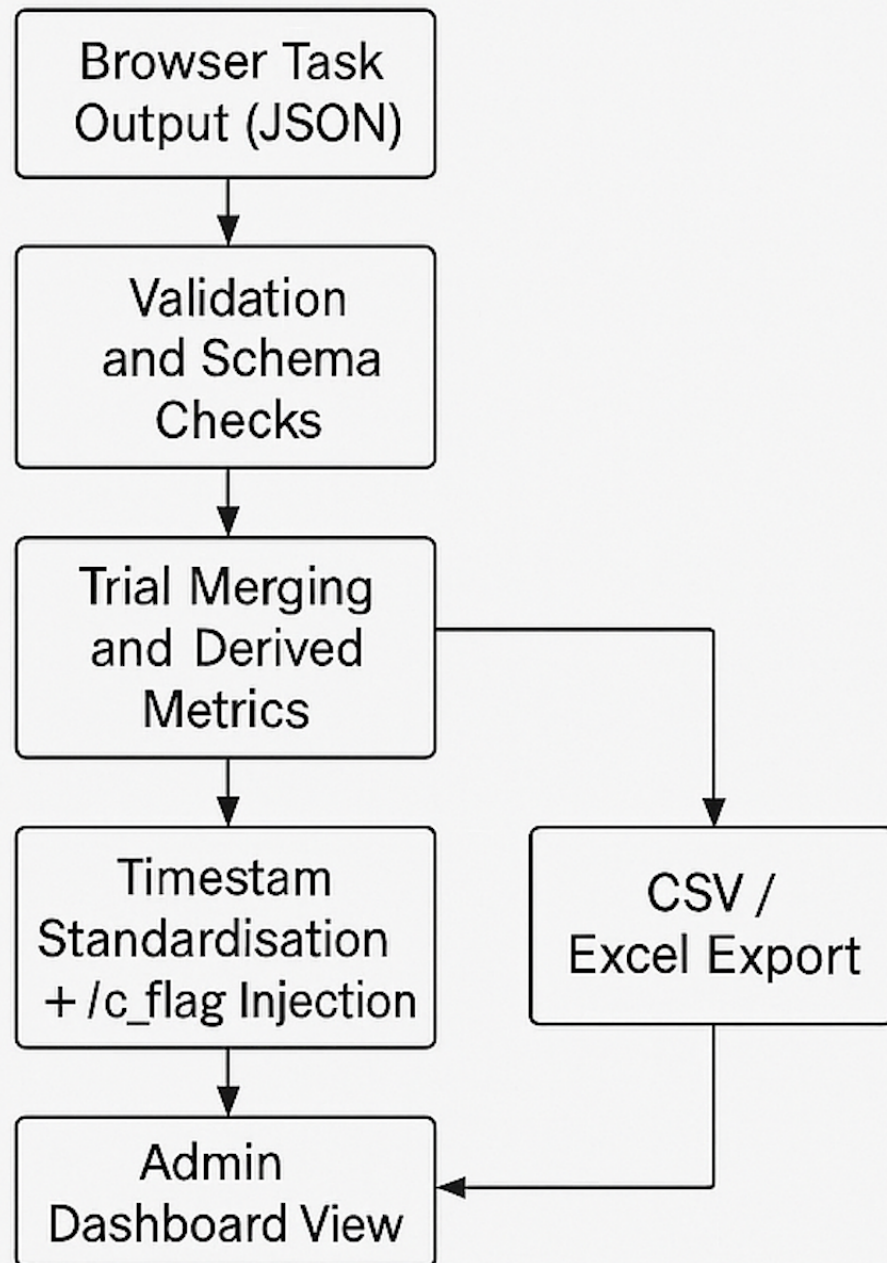 Browser Task
Output (JSON)
Validation
and Schema
Checks
Trial Merging
and Derived
Metrics
Timestam
Standardisation
+ /c_flag Injection
CSV /
Excel Export
Admin
Dashboard View